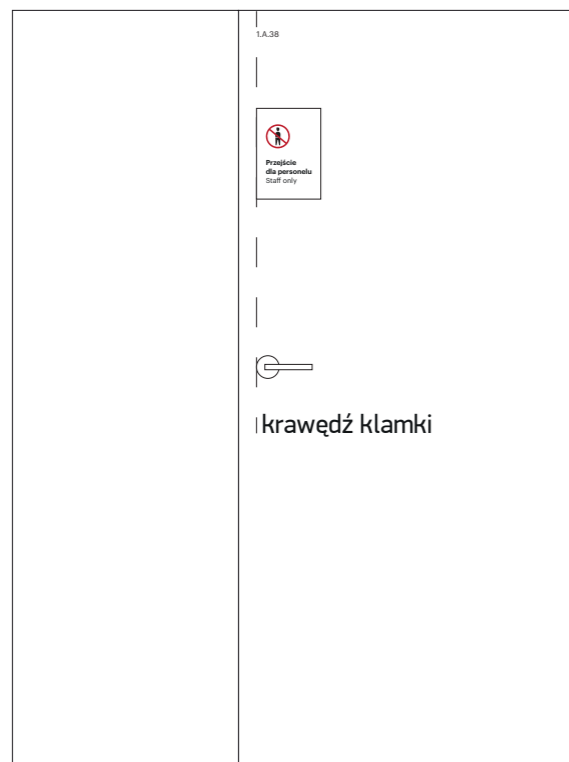 1.A.38
Przejście
dla personelu
Staff only
krawędź klamki